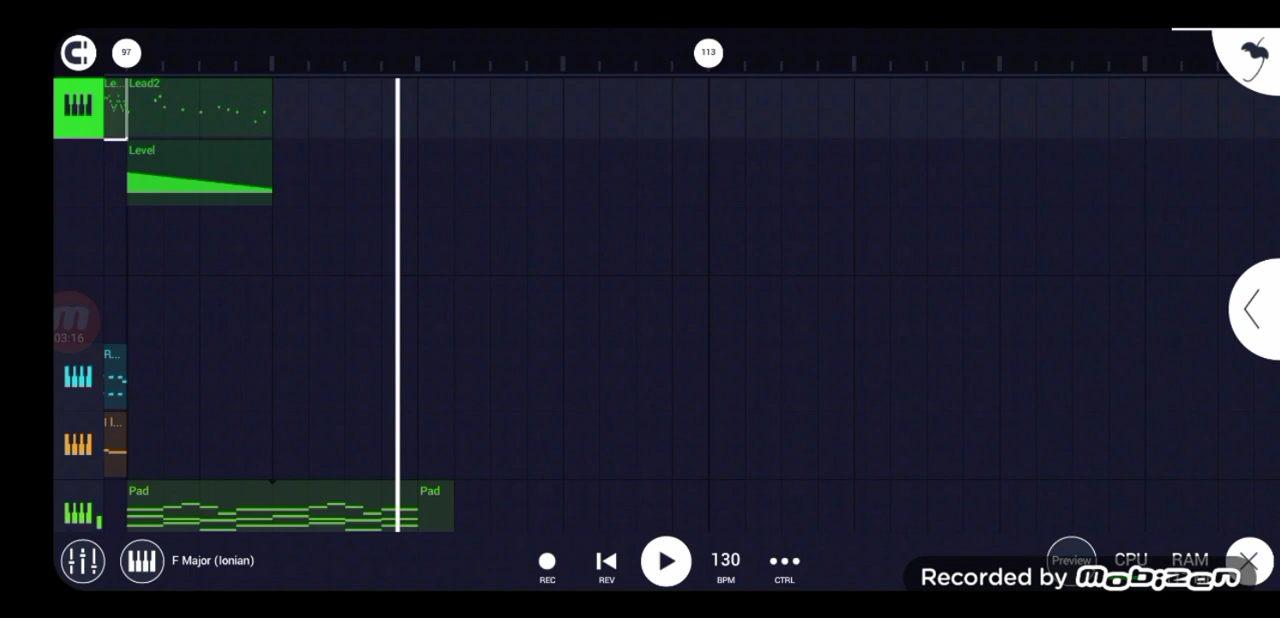 97
113
Le... Lead2
Level
m
03:16
R...
I I...
Pad
Pad
F Major (Ionian)
130
REC
REV
BPM
CTRL
Preview
CPU
RAM
Recorded by mobizen